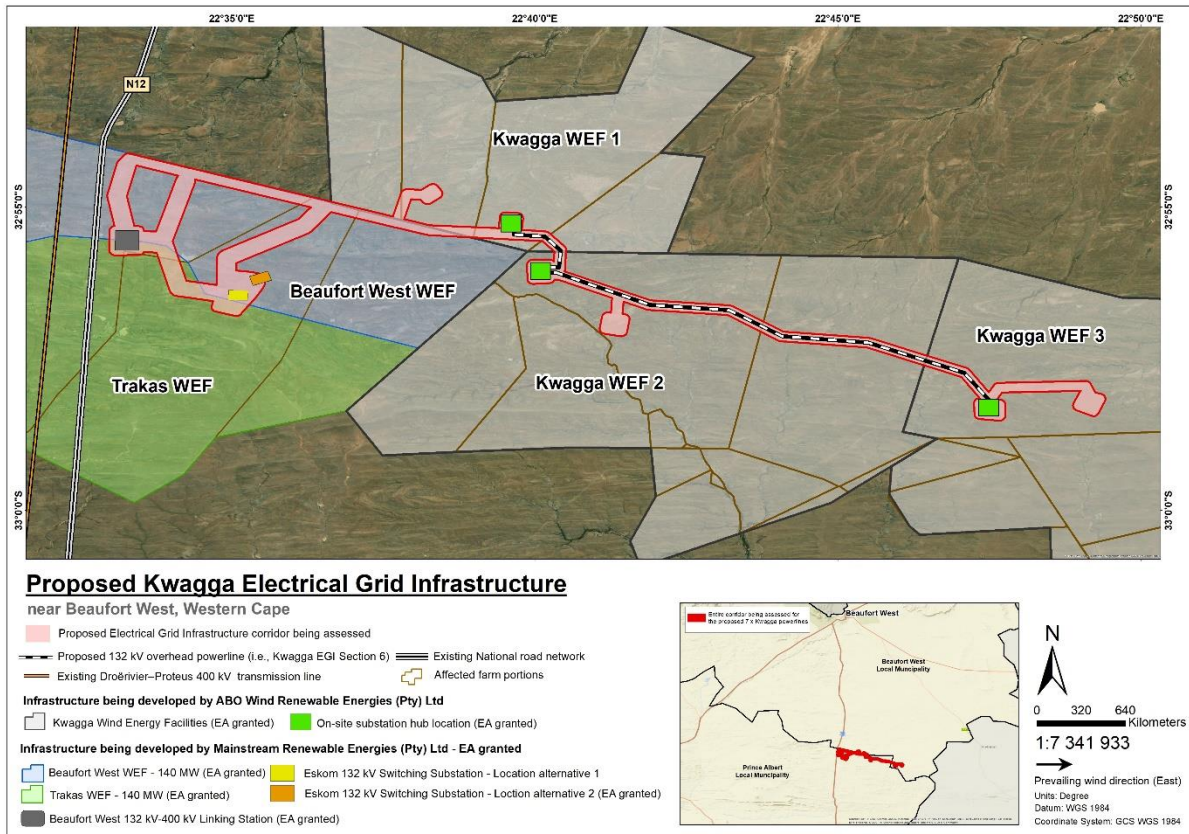 22°35'0"E
22°40'0"E
22°45'0"E
22°50'0"E
N12
Kwagga WEF 1
32°55'0"S
32°55'0"S
Beaufort West WEF
Kwagga WEF 3
Trakas WEF
Kwagga WEF 2
33°0'0"S
33°0'0"S
Proposed Kwagga Electrical Grid Infrastructure
near Beaufort West, Western Cape
Proposed Electrical Grid Infrastructure corridor being assessed
Proposed 132 kV overhead powerline (i.e., Kwagga EGI Section 6)
Existing National road network
Existing Droërivier–Proteus 400 kV transmission line
Affected farm portions
Infrastructure being developed by ABO Wind Renewable Energies (Pty) Ltd
Kwagga Wind Energy Facilities (EA granted)
On-site substation hub location (EA granted)
Infrastructure being developed by Mainstream Renewable Energies (Pty) Ltd - EA granted
Beaufort West WEF - 140 MW (EA granted)
Eskom 132 kV Switching Substation - Location alternative 1
Trakas WEF - 140 MW (EA granted)
Eskom 132 kV Switching Substation - Loction alternative 2 (EA granted)
Beaufort West 132 kV-400 kV Linking Station (EA granted)
Entire corridor being assessed for
the proposed 7 x Kwagga powerlines
Beaufort West
Beaufort West
Local Muncipality
Prince Albert
Local Muncipality
N
0 320 640
Kilometers
1:7 341 933
Prevailing wind direction (East)
Units: Degree
Datum: WGS 1984
Coordinate System: GCS WGS 1984